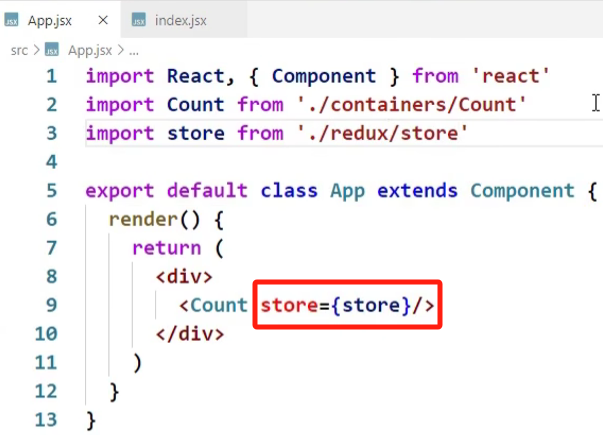 JSX App.jsx × JSX index.jsx
src > JSX App.jsx > ...
1 import React, { Component } from 'react'
2 import Count from './containers/Count'
3 import store from './redux/store'
4
5 export default class App extends Component {
6   render() {
7     return (
8       <div>
9         <Count store={store}/>
10       </div>
11     )
12   }
13 }